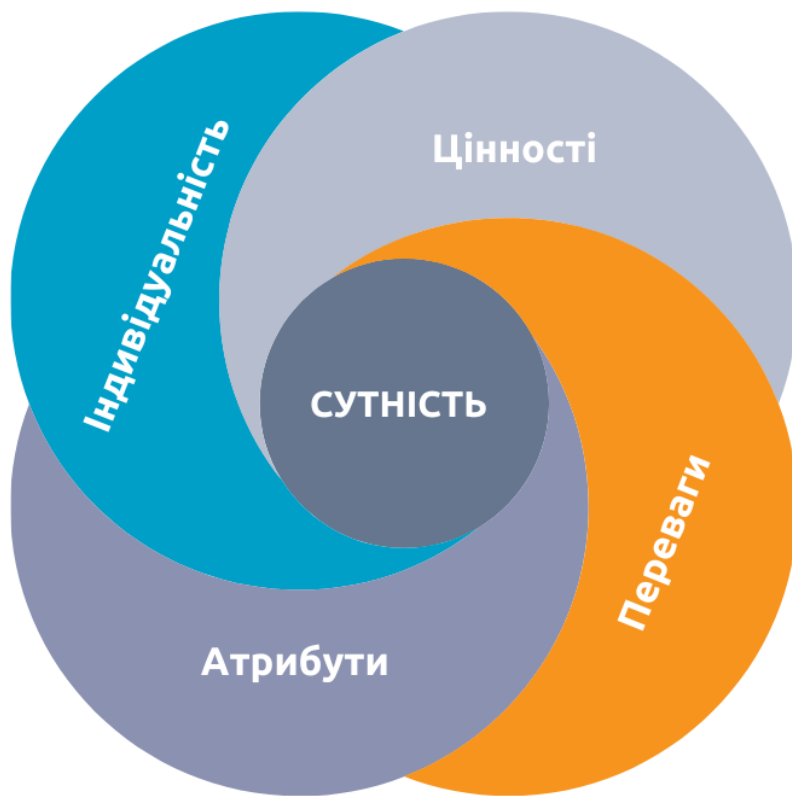 Індивідуальність
Цінності
СУТНІСТЬ
Переваги
Атрибути